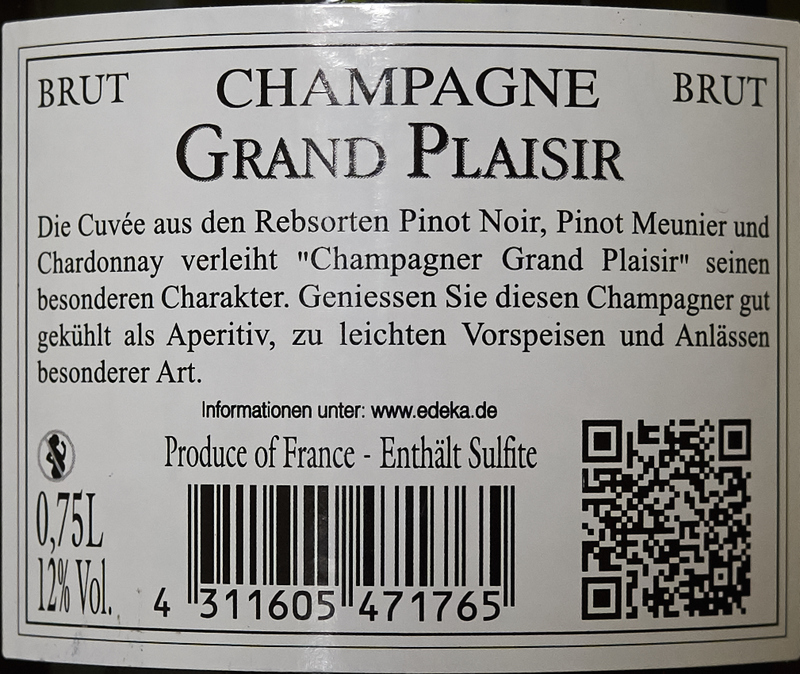 BRUT CHAMPAGNE BRUT
GRAND PLAISIR
Die Cuvée aus den Rebsorten Pinot Noir, Pinot Meunier und
Chardonnay verleiht "Champagner Grand Plaisir" seinen
besonderen Charakter. Geniessen Sie diesen Champagner gut
gekühlt als Aperitiv, zu leichten Vorspeisen und Anlässen
besonderer Art.
Informationen unter: www.edeka.de
Produce of France - Enthält Sulfite
0,75L
12% Vol.
4 311605 471765